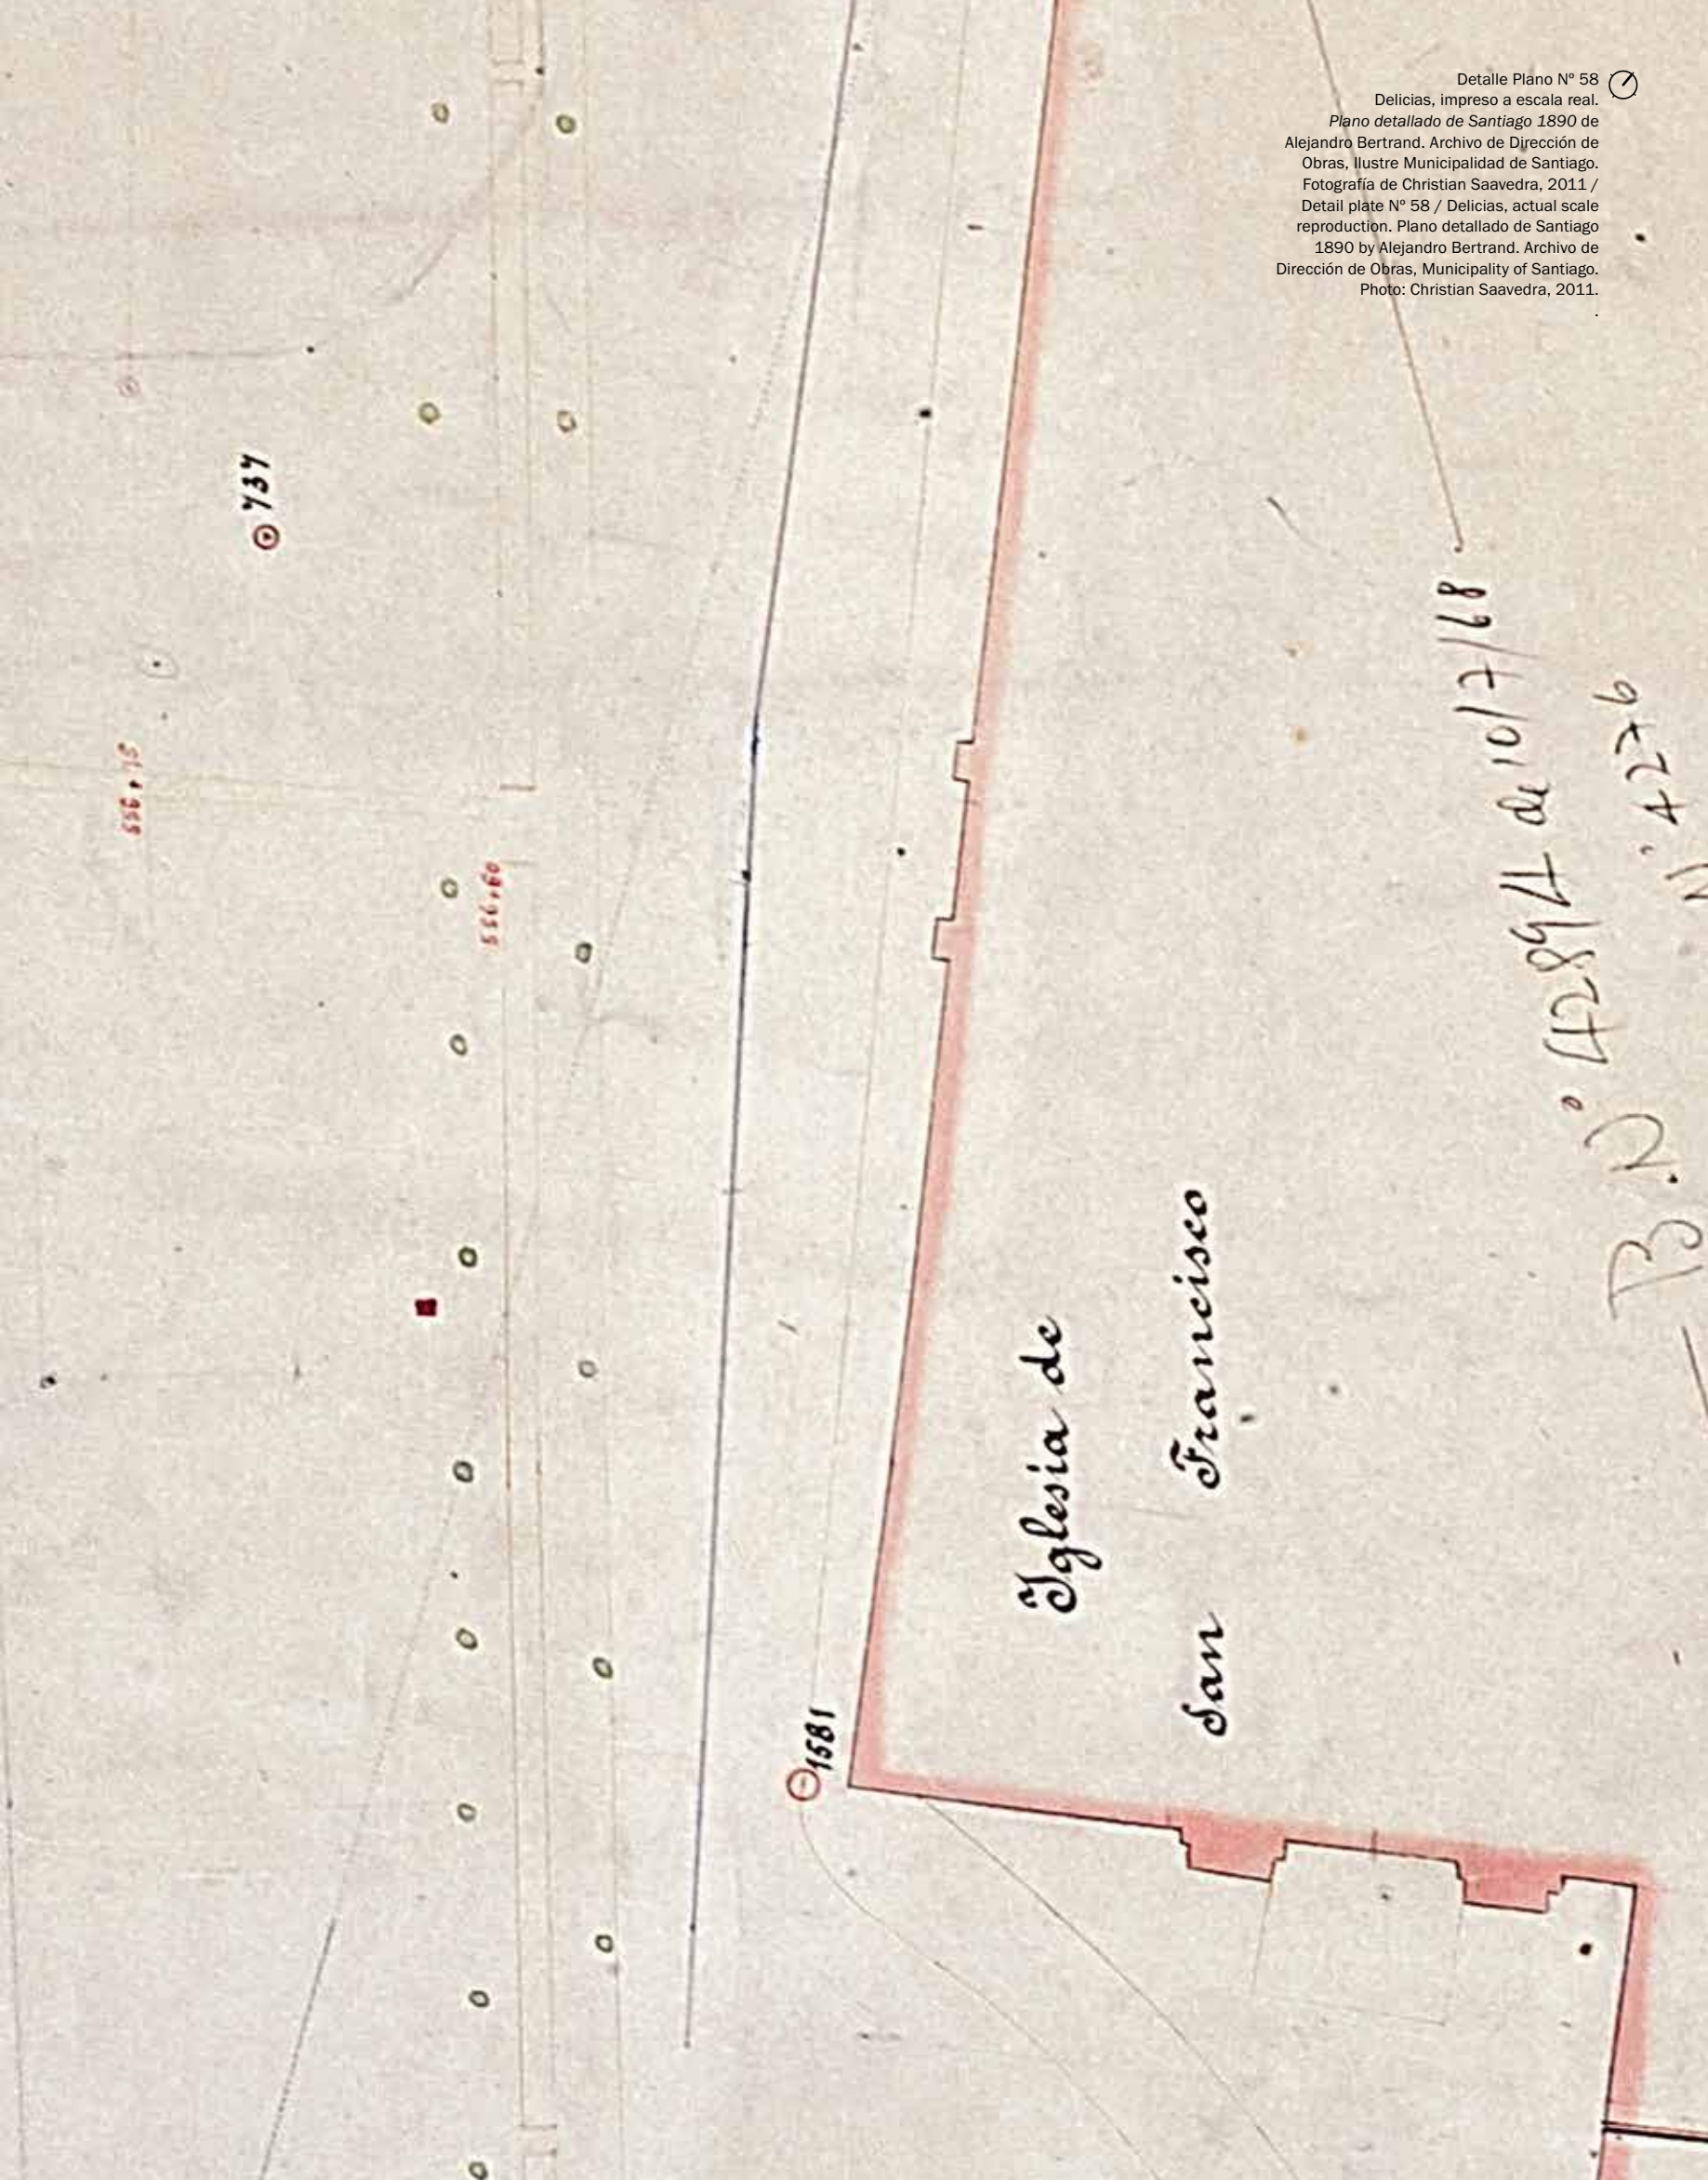 Detalle Plano Nº 58
Delicias, impreso a escala real.
Plano detallado de Santiago 1890 de
Alejandro Bertrand. Archivo de Dirección de
Obras, Ilustre Municipalidad de Santiago.
Fotografía de Christian Saavedra, 2011 /
Detail plate Nº 58 / Delicias, actual scale
reproduction. Plano detallado de Santiago
1890 by Alejandro Bertrand. Archivo de
Dirección de Obras, Municipality of Santiago.
Photo: Christian Saavedra, 2011.
.
737
556,60
1581
Iglesia de
San Francisco
de 10/7/68
4276